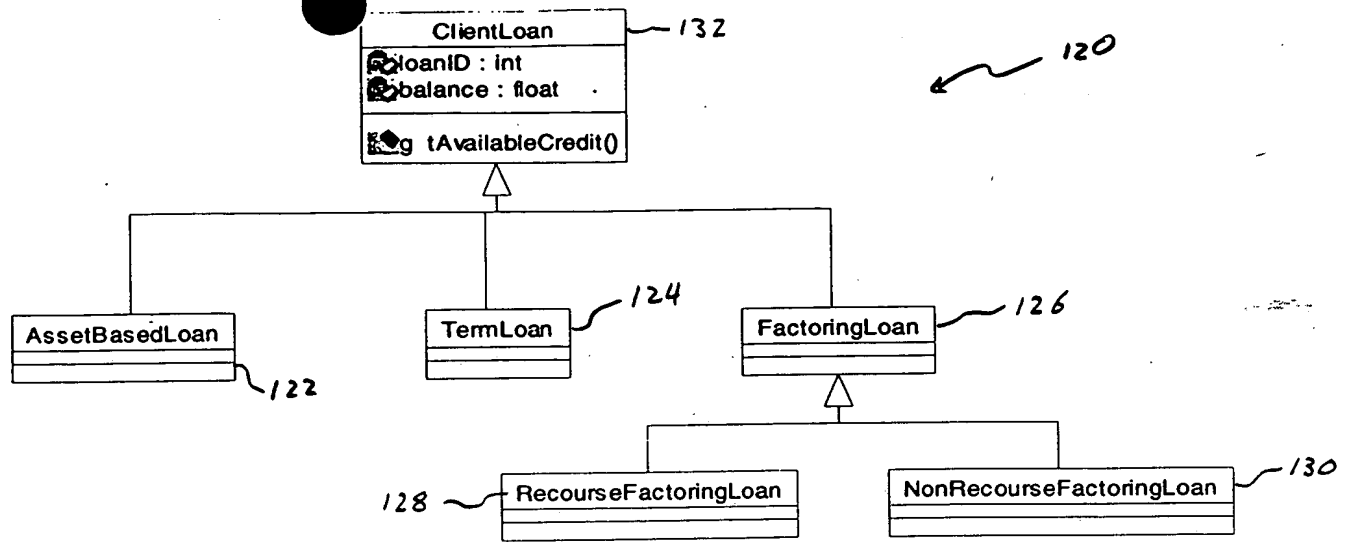 ClientLoan
132
loanID : int
balance : float
120
g tAvailableCredit()
AssetBasedLoan
122
TermLoan
124
FactoringLoan
126
128
RecourseFactoringLoan
NonRecourseFactoringLoan
130